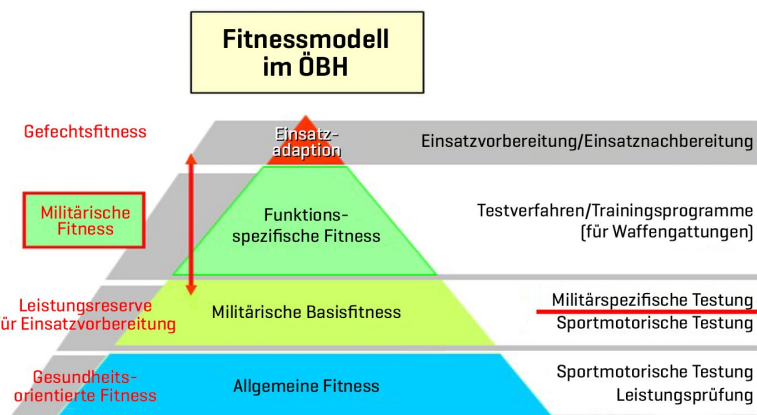 Fitnessmodell
im ÖBH
Gefechtsfitness
Einsatz-
adaption
Einsatzvorbereitung/Einsatznachbereitung
Militärische
Fitness
Funktions-
spezifische Fitness
Testverfahren/Trainingsprogramme
(für Waffengattungen)
Leistungsreserve
für Einsatzvorbereitung
Militärische Basisfitness
Militärspezifische Testung
Sportmotorische Testung
Gesundheits-
orientierte Fitness
Allgemeine Fitness
Sportmotorische Testung
Leistungsprüfung